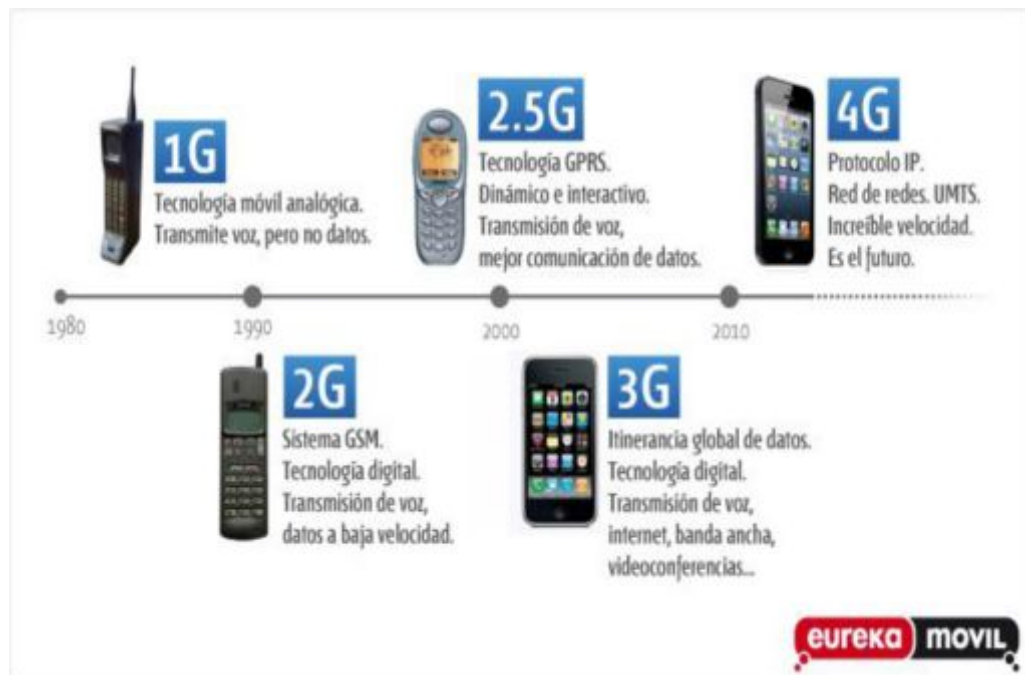 1G
Tecnología móvil analógica.
Transmite voz, pero no datos.
2.5G
Tecnología GPRS.
Dinámico e interactivo.
Transmisión de voz,
mejor comunicación de datos.
4G
Protocolo IP.
Red de redes. UMTS.
Increíble velocidad.
Es el futuro.
1980
1990
2000
2010
2G
Sistema GSM.
Tecnología digital.
Transmisión de voz,
datos a baja velocidad.
3G
Itinerancia global de datos.
Tecnología digital.
Transmisión de voz,
internet, banda ancha,
videoconferencias...
eureka movil